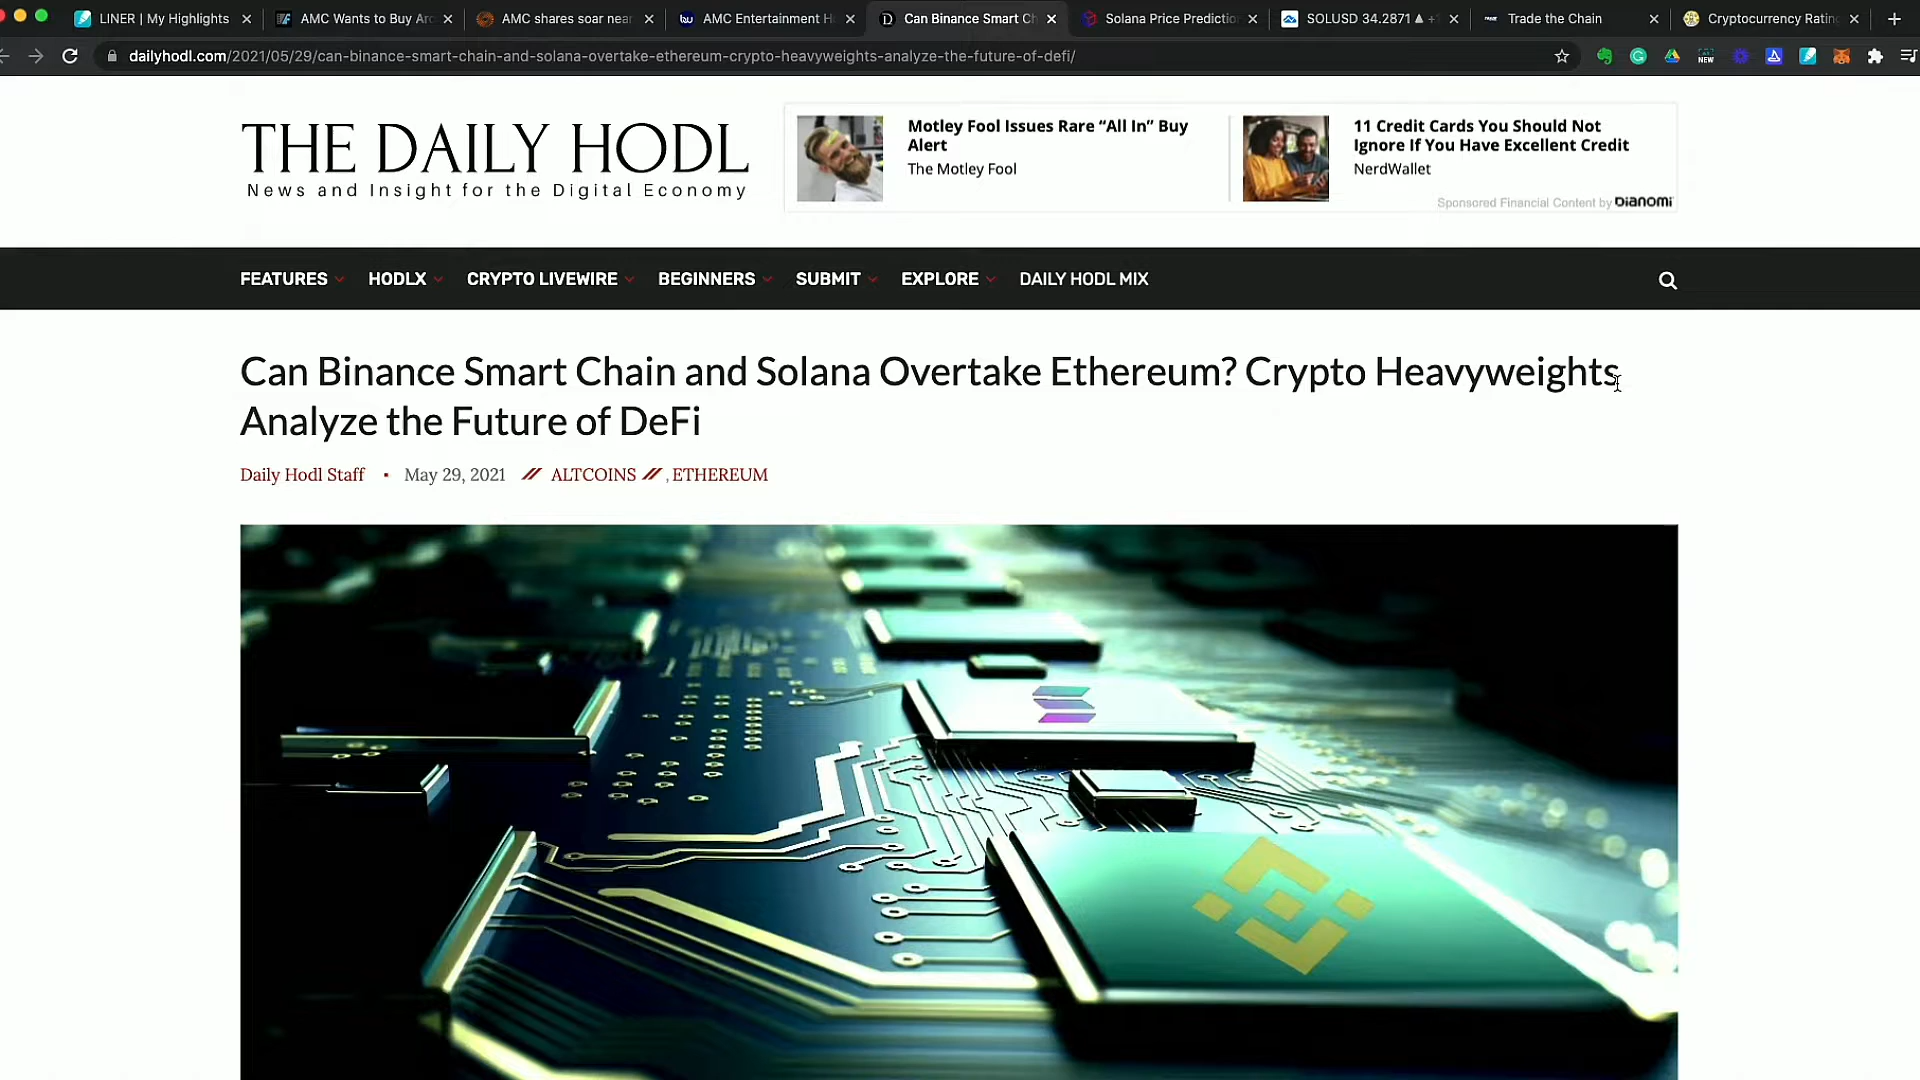 LINER | My Highlights
AMC Wants to Buy Arc
AMC shares soar near
AMC Entertainment H
Can Binance Smart Ch
Solana Price Predictio
SOLUSD 34.2871 ▲ +
Trade the Chain
Cryptocurrency Ratin
dailyhodl.com/2021/05/29/can-binance-smart-chain-and-solana-overtake-ethereum-crypto-heavyweights-analyze-the-future-of-defi/
NEW
THE DAILY HODL
News and Insight for the Digital Economy
Motley Fool Issues Rare “All In” Buy
Alert
The Motley Fool
11 Credit Cards You Should Not
Ignore If You Have Excellent Credit
NerdWallet
Sponsored Financial Content by DIANOMI
FEATURES HODLX CRYPTO LIVEWIRE BEGINNERS SUBMIT EXPLORE DAILY HODL MIX
Can Binance Smart Chain and Solana Overtake Ethereum? Crypto Heavyweights
Analyze the Future of DeFi
Daily Hodl Staff · May 29, 2021 // ALTCOINS // , ETHEREUM